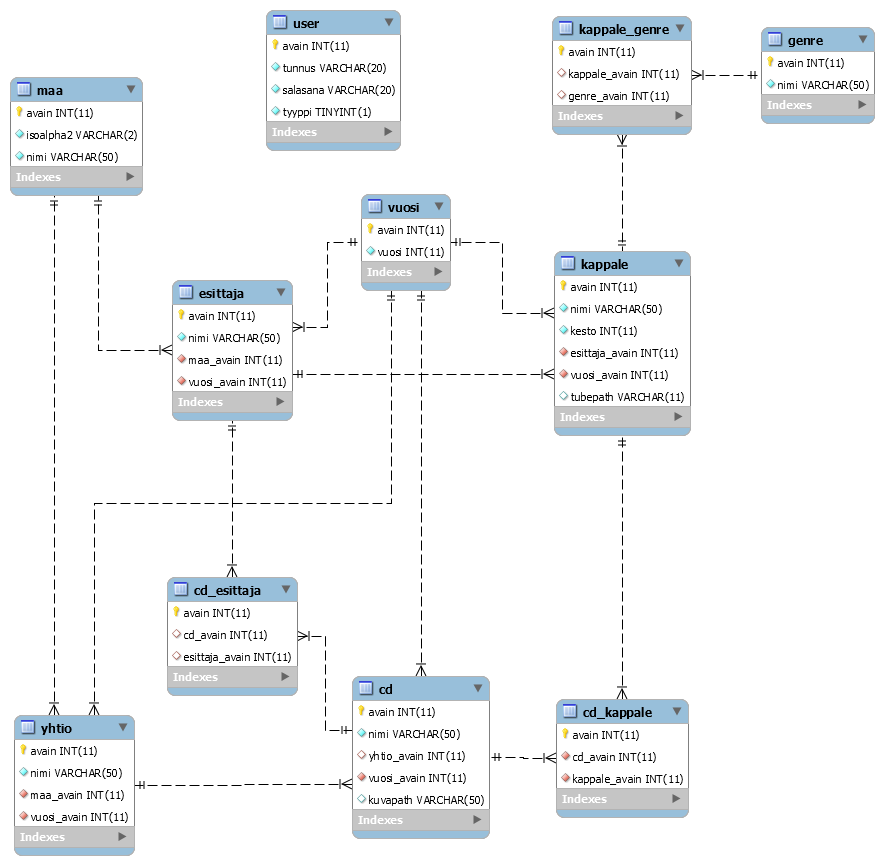 user
avain INT(11)
tunnus VARCHAR(20)
salasana VARCHAR(20)
tyyppi TINYINT(1)
Indexes
kappale_genre
avain INT(11)
kappale_avain INT(11)
genre_avain INT(11)
Indexes
genre
avain INT(11)
nimi VARCHAR(50)
Indexes
maa
avain INT(11)
isoalpha2 VARCHAR(2)
nimi VARCHAR(50)
Indexes
vuosi
avain INT(11)
vuosi INT(11)
Indexes
kappale
avain INT(11)
nimi VARCHAR(50)
kesto INT(11)
esittaja_avain INT(11)
vuosi_avain INT(11)
tubepath VARCHAR(11)
Indexes
esittaja
avain INT(11)
nimi VARCHAR(50)
maa_avain INT(11)
vuosi_avain INT(11)
Indexes
cd_esittaja
avain INT(11)
cd_avain INT(11)
esittaja_avain INT(11)
Indexes
cd
avain INT(11)
nimi VARCHAR(50)
yhtio_avain INT(11)
vuosi_avain INT(11)
kuvapath VARCHAR(50)
Indexes
cd_kappale
avain INT(11)
cd_avain INT(11)
kappale_avain INT(11)
Indexes
yhtio
avain INT(11)
nimi VARCHAR(50)
maa_avain INT(11)
vuosi_avain INT(11)
Indexes